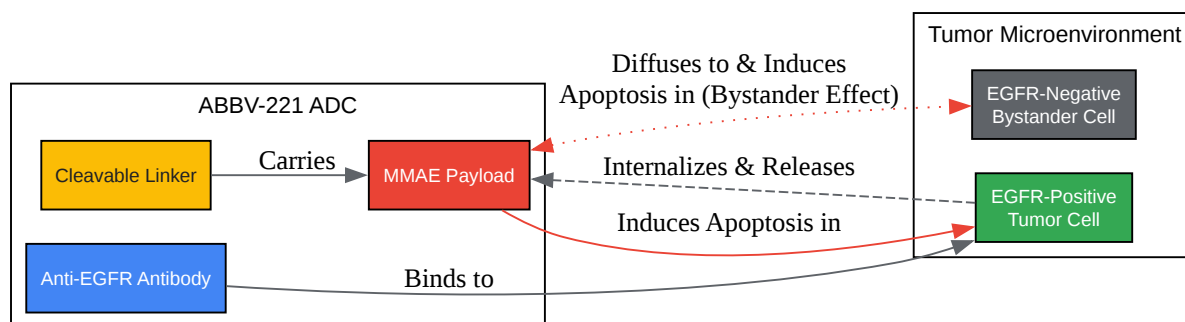 Tumor Microenvironment
Diffuses to & Induces
Apoptosis in (Bystander Effect)
EGFR-Negative
Bystander Cell
ABBV-221 ADC
Cleavable Linker
Carries
MMAE Payload
Internalizes & Releases
EGFR-Positive
Tumor Cell
Induces Apoptosis in
Anti-EGFR Antibody
Binds to